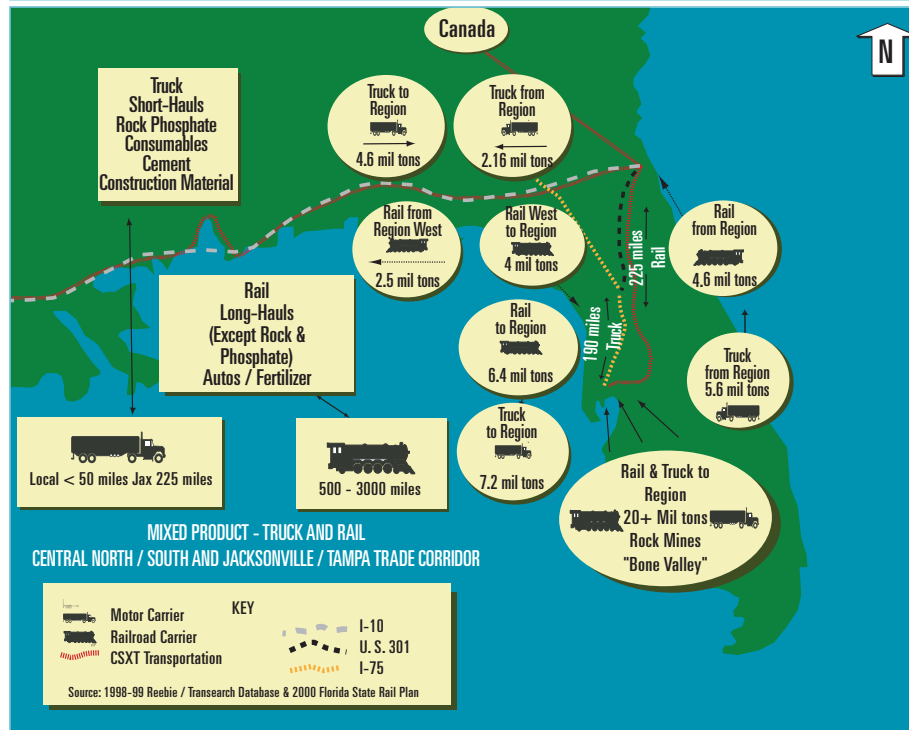 Canada
N
Truck
Short-Hauls
Rock Phosphate
Consumables
Cement
Construction Material
Truck to
Region
4.6 mil tons
Truck from
Region
2.16 mil tons
Rail from
Region West
2.5 mil tons
Rail West
to Region
4 mil tons
225 miles
Rail
Rail
from Region
4.6 mil tons
Rail
Long-Hauls
(Except Rock &
Phosphate)
Autos / Fertilizer
190 miles
Truck
Rail
to Region
6.4 mil tons
Truck
from Region
5.6 mil tons
Truck
to Region
7.2 mil tons
Local < 50 miles Jax 225 miles
500 - 3000 miles
Rail & Truck to
Region
20+ Mil tons
Rock Mines
"Bone Valley"
MIXED PRODUCT - TRUCK AND RAIL
CENTRAL NORTH / SOUTH AND JACKSONVILLE / TAMPA TRADE CORRIDOR
KEY
Motor Carrier
Railroad Carrier
CSXT Transportation
I-10
U. S. 301
I-75
Source: 1998-99 Reebie / Transearch Database & 2000 Florida State Rail Plan